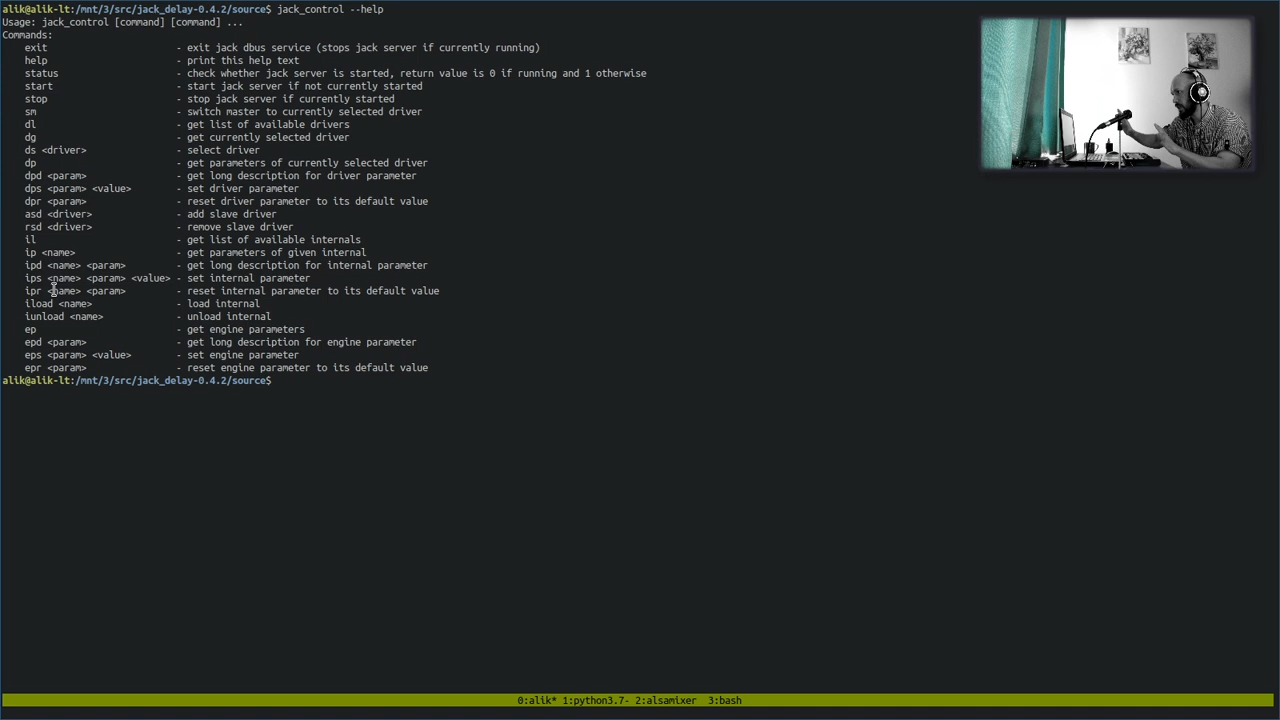 alik@alik-lt:/mnt/3/src/jack_delay-0.4.2/source$ jack_control --help
Usage: jack_control [command] [command] ...
Commands:
exit - exit jack dbus service (stops jack server if currently running)
help - print this help text
status - check whether jack server is started, return value is 0 if running and 1 otherwise
start - start jack server if not currently started
stop - stop jack server if currently started
sm - switch master to currently selected driver
dl - get list of available drivers
dg - get currently selected driver
ds <driver> - select driver
dp - get parameters of currently selected driver
dpd <param> - get long description for driver parameter
dps <param> <value> - set driver parameter
dpr <param> - reset driver parameter to its default value
asd <driver> - add slave driver
rsd <driver> - remove slave driver
il - get list of available internals
ip <name> - get parameters of given internal
ipd <name> <param> - get long description for internal parameter
ips <name> <param> <value> - set internal parameter
ipr <name> <param> - reset internal parameter to its default value
iload <name> - load internal
iunload <name> - unload internal
ep - get engine parameters
epd <param> - get long description for engine parameter
eps <param> <value> - set engine parameter
epr <param> - reset engine parameter to its default value
alik@alik-lt:/mnt/3/src/jack_delay-0.4.2/source$
0:alik* 1:python3.7- 2:alsamixer 3:bash